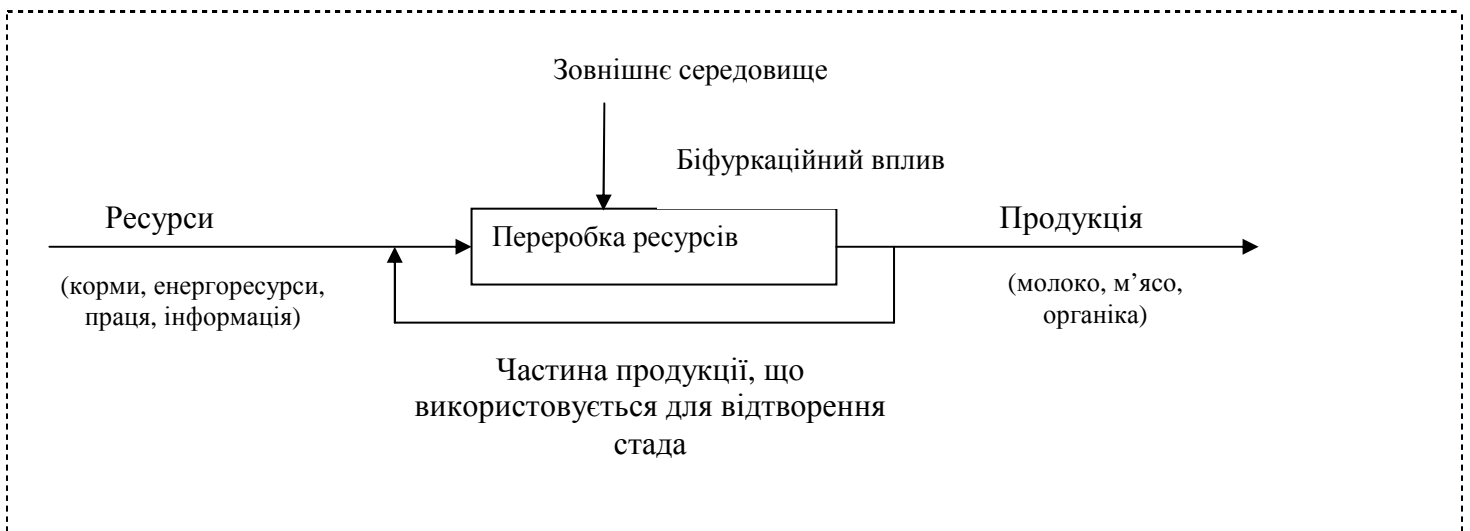 Зовнішнє середовище
Біфуркаційний вплив
Ресурси
Переробка ресурсів
Продукція
(корми, енергоресурси,
праця, інформація)
(молоко, м’ясо,
органіка)
Частина продукції, що
використовується для відтворення
стада